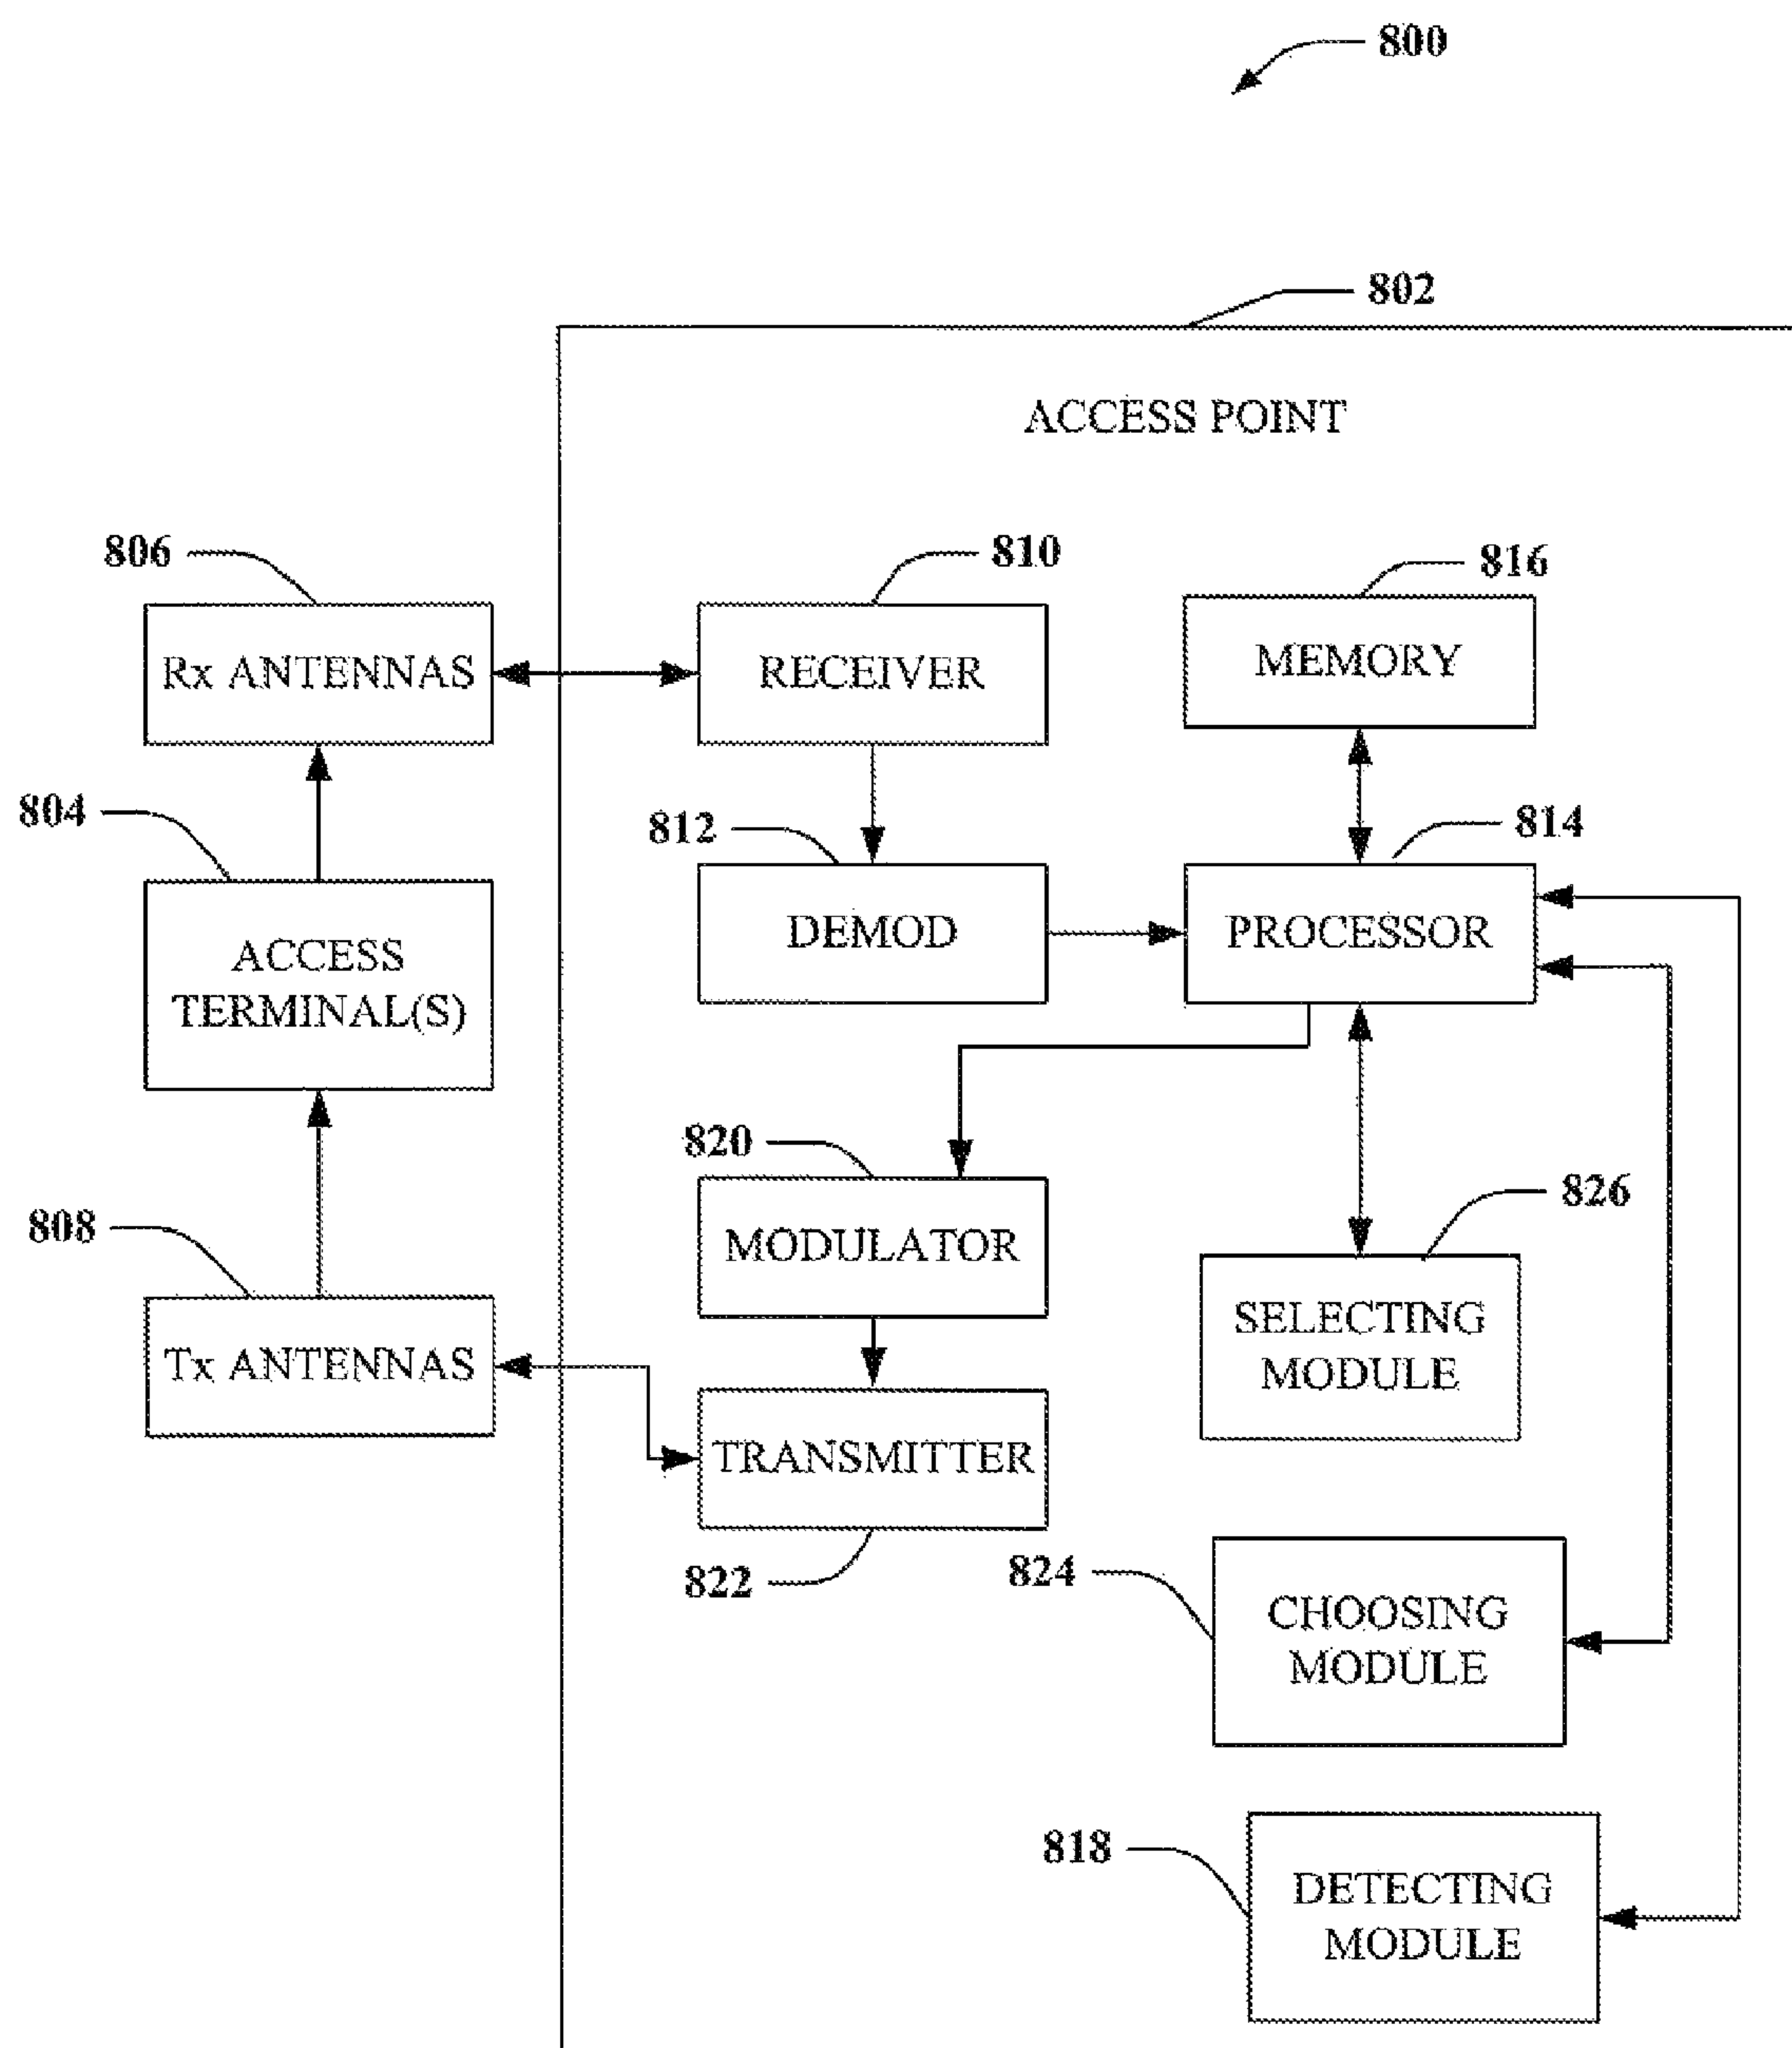 800
802
ACCESS POINT
806
810
816
Rx ANTENNAS
RECEIVER
MEMORY
804
812
814
ACCESS
TERMINAL(S)
DEMOD
PROCESSOR
820
826
808
MODULATOR
SELECTING
MODULE
Tx ANTENNAS
TRANSMITTER
822
824
CHOOSING
MODULE
818
DETECTING
MODULE